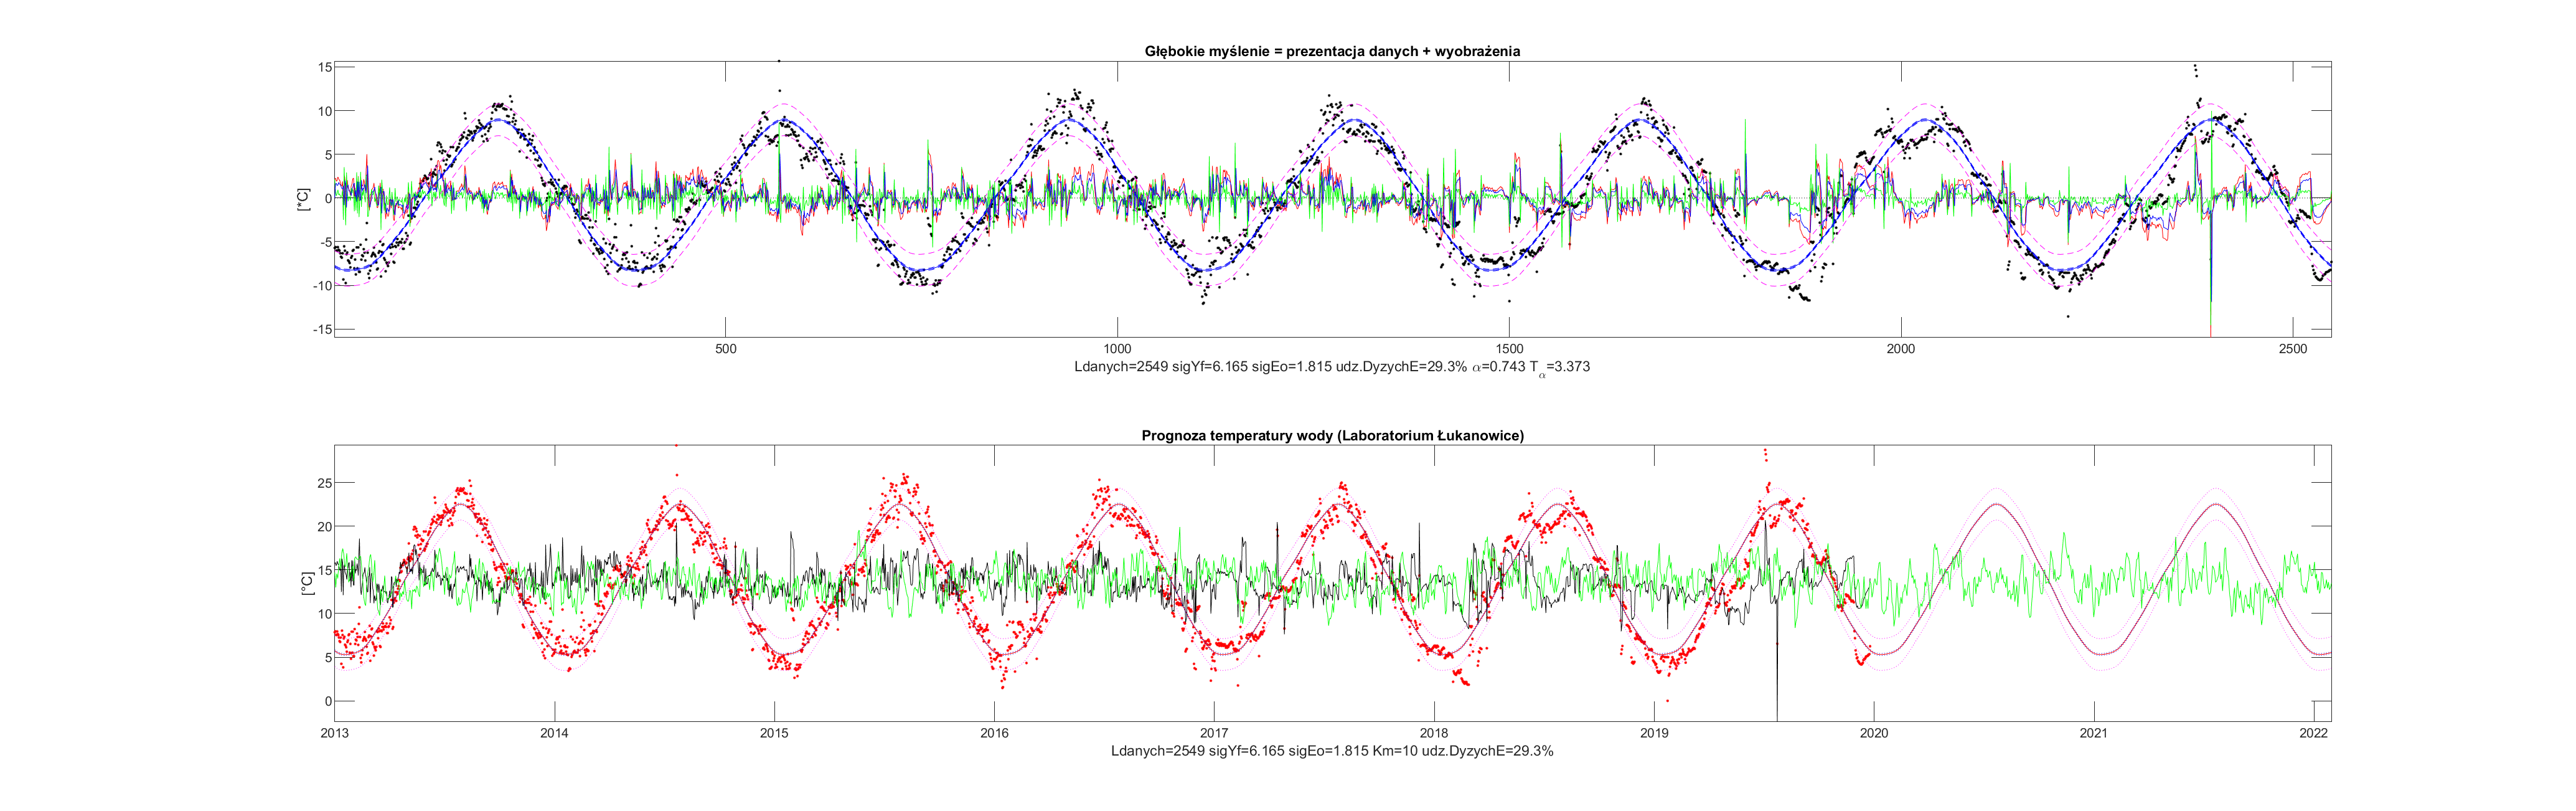 Głębokie myślenie = prezentacja danych + wyobrażenia
15
10
5
0
-5
-10
-15
[°C]
500 1000 1500 2000 2500
Ldanych=2549 sigYf=6.165 sigEo=1.815 udz.DyzychE=29.3% α=0.743 Tα=3.373
Prognoza temperatury wody (Laboratorium Łukanowice)
25
20
15
10
5
0
[°C]
2013 2014 2015 2016 2017 2018 2019 2020 2021 2022
Ldanych=2549 sigYf=6.165 sigEo=1.815 Km=10 udz.DyzychE=29.3%